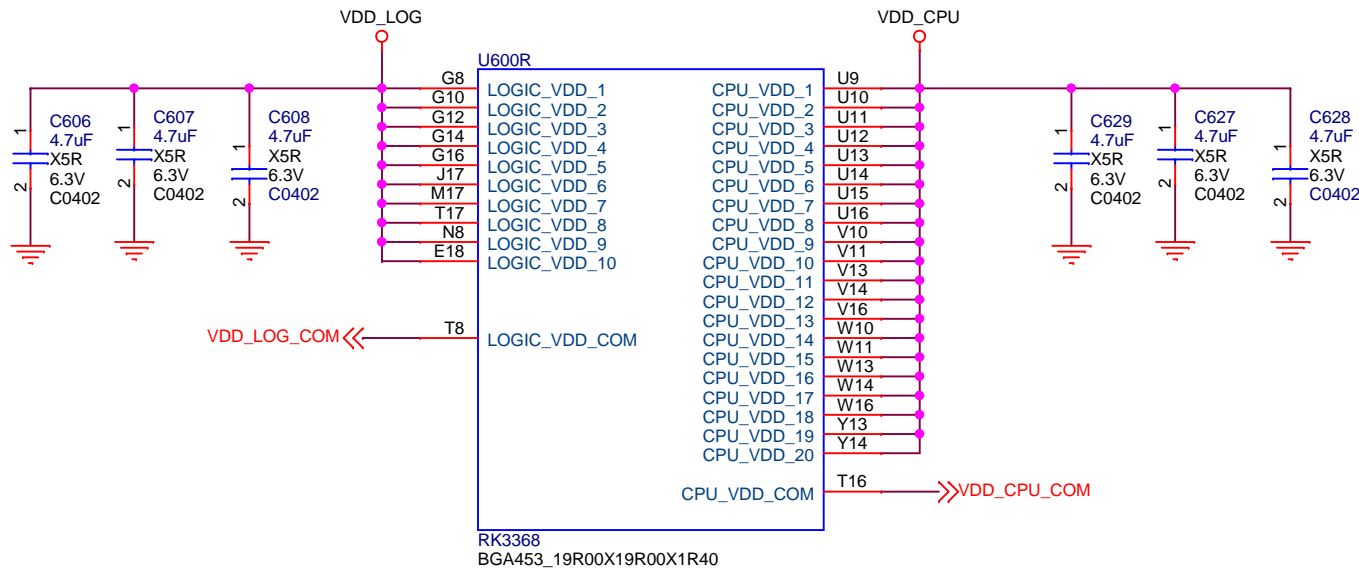 VDD_LOG
VDD_CPU
U600R
G8 LOGIC_VDD_1
G10 LOGIC_VDD_2
G12 LOGIC_VDD_3
G14 LOGIC_VDD_4
G16 LOGIC_VDD_5
J17 LOGIC_VDD_6
M17 LOGIC_VDD_7
T17 LOGIC_VDD_8
N8 LOGIC_VDD_9
E18 LOGIC_VDD_10
VDD_LOG_COM T8 LOGIC_VDD_COM
CPU_VDD_1 U9
CPU_VDD_2 U10
CPU_VDD_3 U11
CPU_VDD_4 U12
CPU_VDD_5 U13
CPU_VDD_6 U14
CPU_VDD_7 U15
CPU_VDD_8 U16
CPU_VDD_9 V10
CPU_VDD_10 V11
CPU_VDD_11 V13
CPU_VDD_12 V14
CPU_VDD_13 V16
CPU_VDD_14 W10
CPU_VDD_15 W11
CPU_VDD_16 W13
CPU_VDD_17 W14
CPU_VDD_18 W16
CPU_VDD_19 Y13
CPU_VDD_20 Y14
CPU_VDD_COM T16 VDD_CPU_COM
RK3368
BGA453_19R00X19R00X1R40
1
2
C606
4.7uF
X5R
6.3V
C0402
1
2
C607
4.7uF
X5R
6.3V
C0402
1
2
C608
4.7uF
X5R
6.3V
C0402
1
2
C629
4.7uF
X5R
6.3V
C0402
1
2
C627
4.7uF
X5R
6.3V
C0402
1
2
C628
4.7uF
X5R
6.3V
C0402